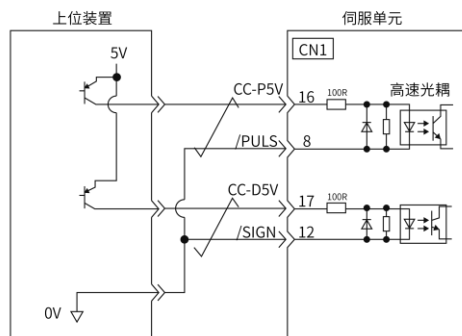 上位装置
伺服单元
5V
CN1
CC-P5V
16
100R
高速光耦
/PULS
8
CC-D5V
17
100R
/SIGN
12
0V